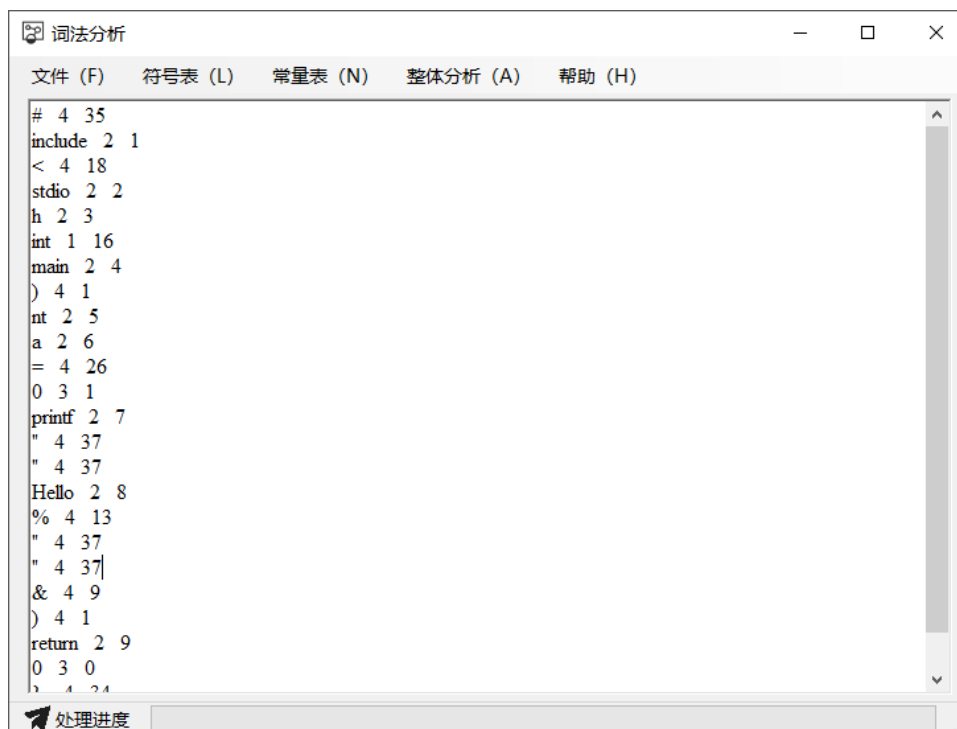 词法分析
文件（F） 符号表（L） 常量表（N） 整体分析（A） 帮助（H）
# 4 35
include 2 1
< 4 18
stdio 2 2
h 2 3
int 1 16
main 2 4
) 4 1
nt 2 5
a 2 6
= 4 26
0 3 1
printf 2 7
" 4 37
" 4 37
Hello 2 8
% 4 13
" 4 37
" 4 37
& 4 9
) 4 1
return 2 9
0 3 0
} 4 34
处理进度